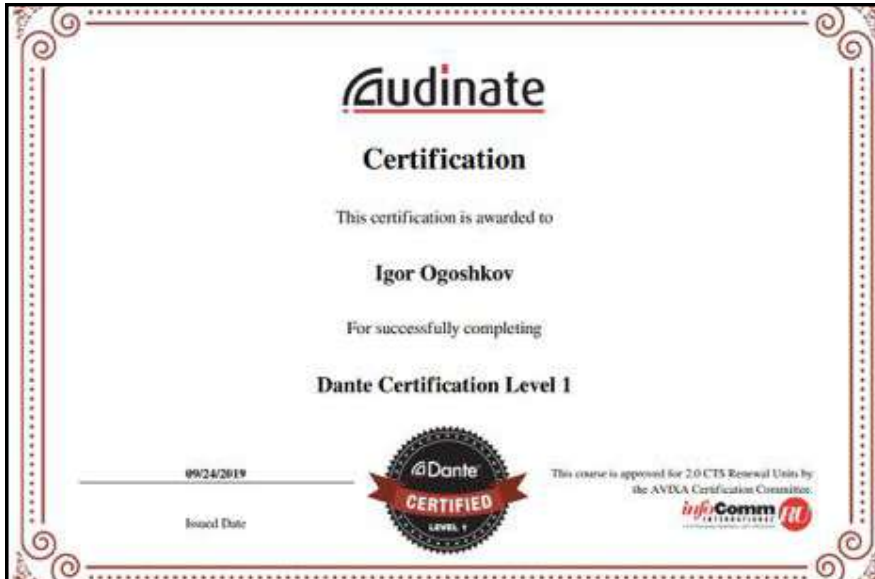 Audinate
Certification
This certification is awarded to
Igor Ogoshkov
For successfully completing
Dante Certification Level 1
09/24/2019
Issued Date
Dante
CERTIFIED
LEVEL 1
This course is approved for 2.0 CTS Renewal Units by
the AVIXA Certification Committee.
infoComm
INTERNATIONAL
RU